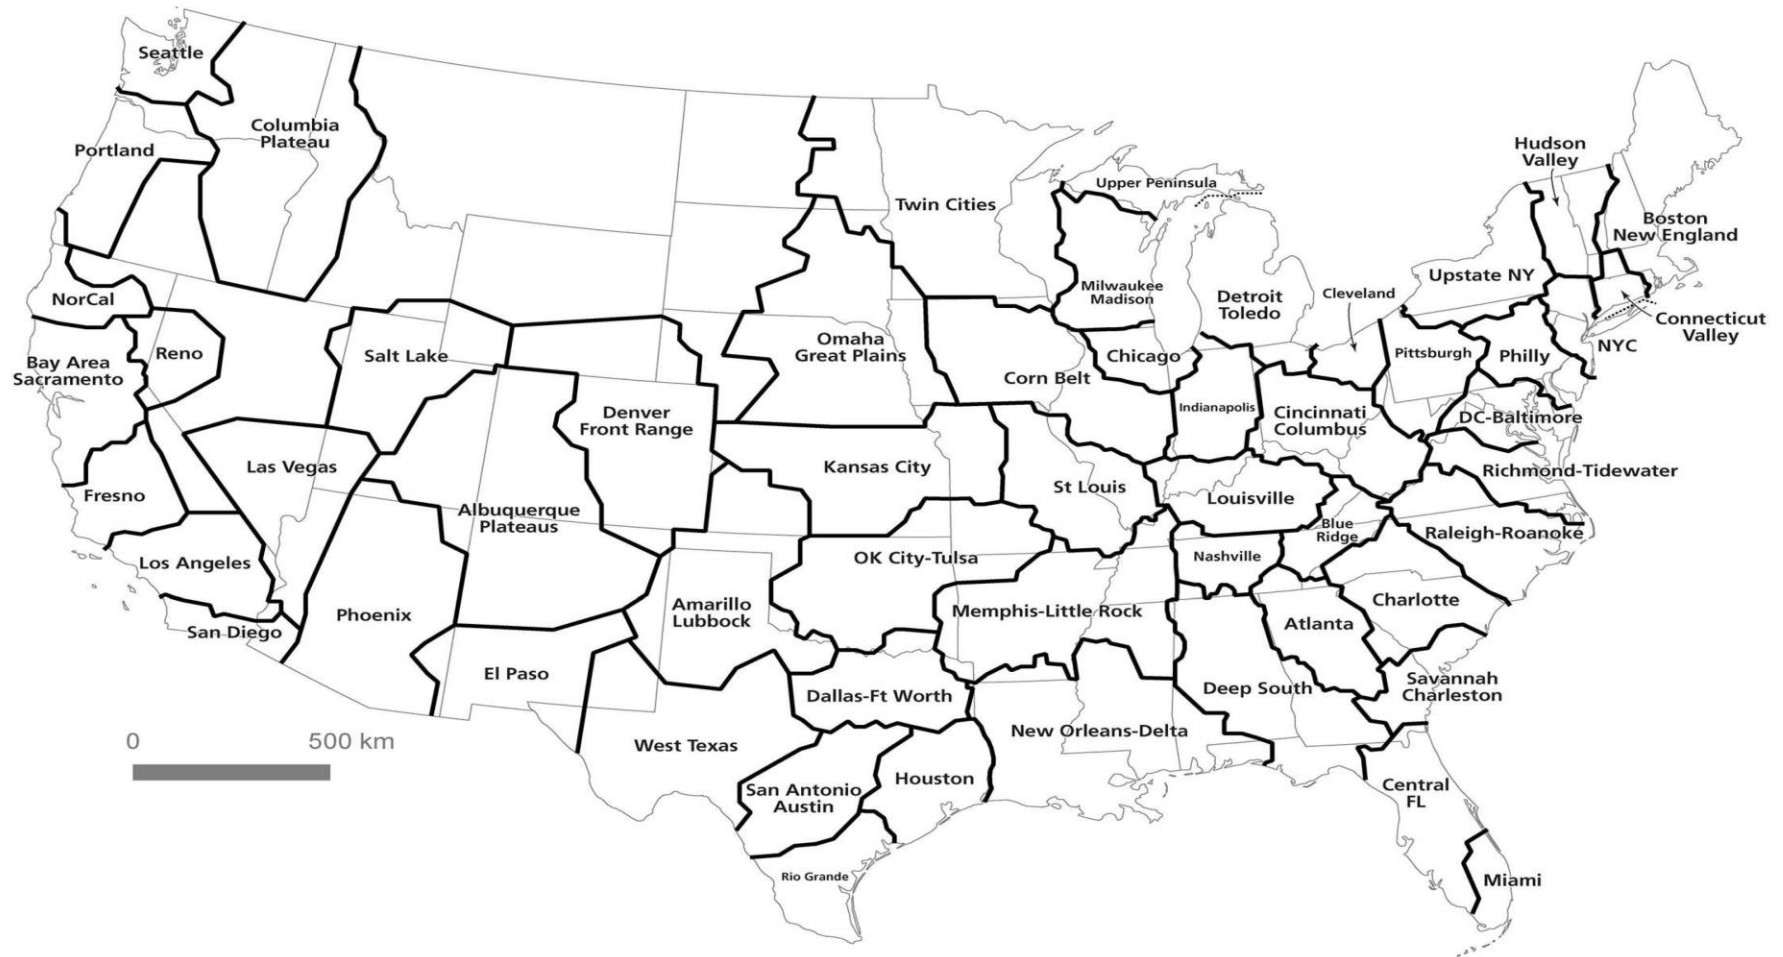 Seattle
Columbia
Plateau
Portland
Hudson
Valley
Upper Peninsula
Twin Cities
Boston
New England
Upstate NY
NorCal
Milwaukee
Madison
Detroit
Toledo
Cleveland
Connecticut
Valley
Reno
Salt Lake
Omaha
Great Plains
Chicago
Pittsburgh
Philly
NYC
Bay Area
Sacramento
Corn Belt
Indianapolis
Cincinnati
Columbus
DC-Baltimore
Denver
Front Range
Las Vegas
Kansas City
St Louis
Louisville
Richmond-Tidewater
Fresno
Albuquerque
Plateaus
Blue
Ridge
Raleigh-Roanoke
Los Angeles
OK City-Tulsa
Nashville
Phoenix
Amarillo
Lubbock
Memphis-Little Rock
Charlotte
Atlanta
San Diego
El Paso
Dallas-Ft Worth
Deep South
Savannah
Charleston
0 500 km
West Texas
New Orleans-Delta
San Antonio
Austin
Houston
Central
FL
Rio Grande
Miami